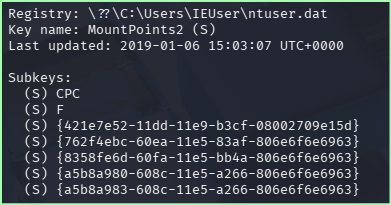 Registry: \??\C:\Users\IEUser\ntuser.dat
Key name: MountPoints2 (S)
Last updated: 2019-01-06 15:03:07 UTC+0000
Subkeys:
(S) CPC
(S) F
(S) {421e7e52-11dd-11e9-b3cf-08002709e15d}
(S) {762f4ebc-60ea-11e5-83af-806e6f6e6963}
(S) {8358fe6d-60fa-11e5-bb4a-806e6f6e6963}
(S) {a5b8a980-608c-11e5-a266-806e6f6e6963}
(S) {a5b8a983-608c-11e5-a266-806e6f6e6963}